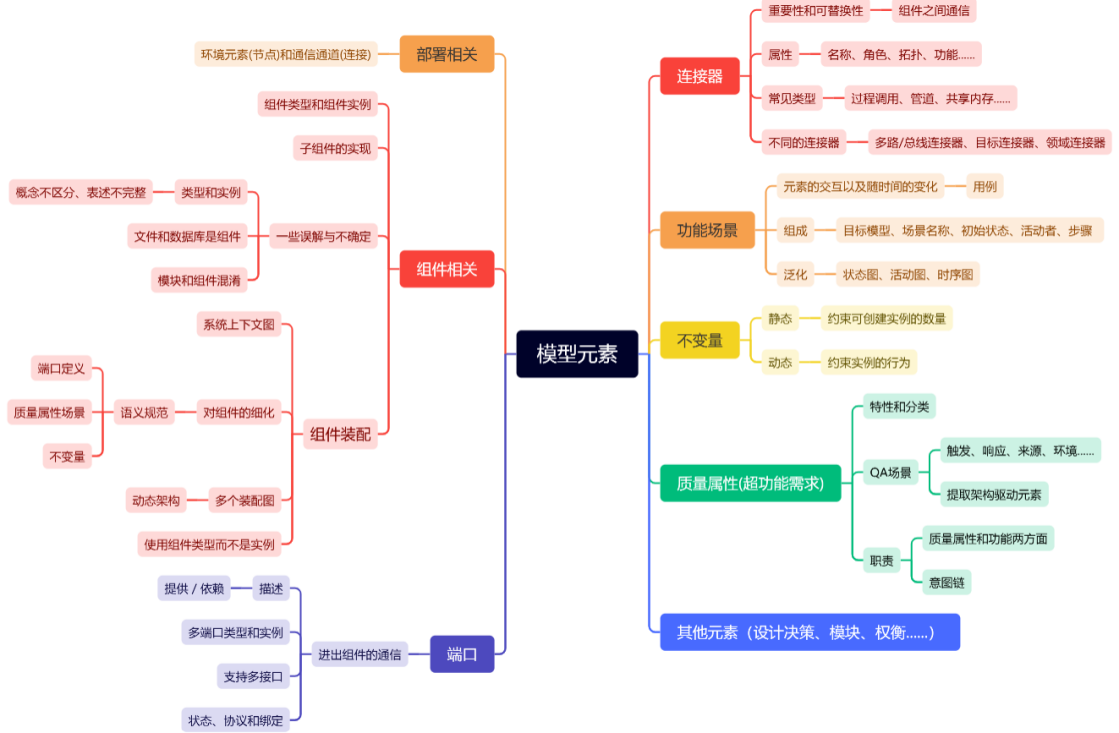 模型元素
连接器
重要性和可替换性
组件之间通信
属性
名称、角色、拓扑、功能......
常见类型
过程调用、管道、共享内存......
不同的连接器
多路/总线连接器、目标连接器、领域连接器
功能场景
元素的交互以及随时间的变化
用例
组成
目标模型、场景名称、初始状态、活动者、步骤
泛化
状态图、活动图、时序图
不变量
静态
约束可创建实例的数量
动态
约束实例的行为
质量属性(超功能需求)
特性和分类
QA场景
触发、响应、来源、环境......
提取架构驱动元素
职责
质量属性和功能两方面
意图链
其他元素（设计决策、模块、权衡......）
部署相关
环境元素(节点)和通信通道(连接)
组件相关
组件类型和组件实例
子组件的实现
一些误解与不确定
类型和实例
概念不区分、表述不完整
文件和数据库是组件
模块和组件混淆
组件装配
系统上下文图
对组件的细化
语义规范
端口定义
质量属性场景
不变量
多个装配图
动态架构
使用组件类型而不是实例
端口
进出组件的通信
描述
提供 / 依赖
多端口类型和实例
支持多接口
状态、协议和绑定